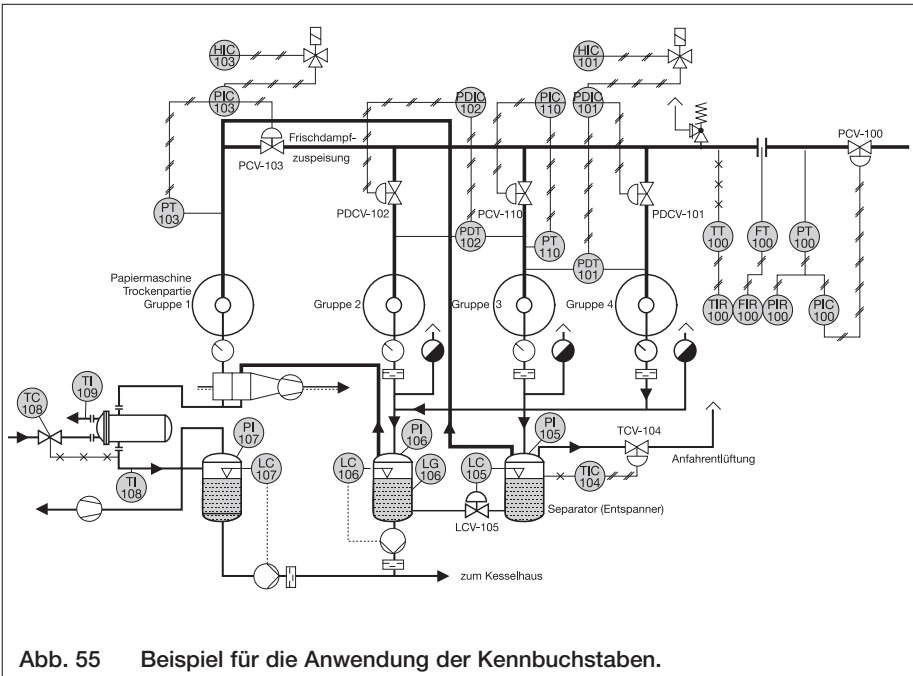 HIC
103
HIC
101
PIC
103
PDIC
102
PIC
110
PDIC
101
PCV-100
Frischdampf-
zuspeisung
PCV-103
PDCV-102
PCV-110
PDCV-101
PT
103
PDT
102
PT
110
PDT
101
TT
100
FT
100
PT
100
TIR
100
FIR
100
PIR
100
PIC
100
Papiermaschine
Trockenpartie
Gruppe 1
Gruppe 2
Gruppe 3
Gruppe 4
TI
109
TC
108
PI
107
PI
106
PI
105
TCV-104
Anfahrentlüftung
LC
107
LC
106
LG
106
LC
105
TIC
104
TI
108
LCV-105
Separator (Entspanner)
zum Kesselhaus
Abb. 55 Beispiel für die Anwendung der Kennbuchstaben.